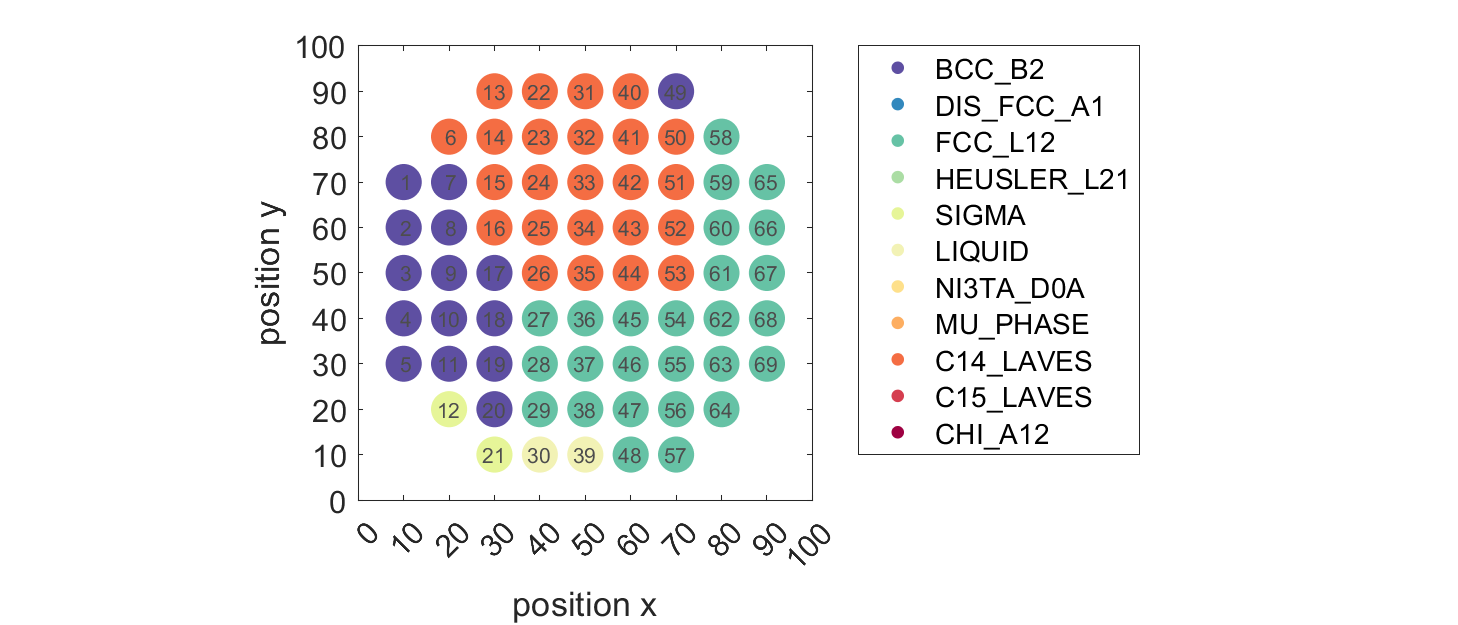 100
90 13 22 31 40 49
80 6 14 23 32 41 50 58
70 1 7 15 24 33 42 51 59 65
60 2 8 16 25 34 43 52 60 66
50 3 9 17 26 35 44 53 61 67
40 4 10 18 27 36 45 54 62 68
30 5 11 19 28 37 46 55 63 69
20 12 20 29 38 47 56 64
10 21 30 39 48 57
0
0 10 20 30 40 50 60 70 80 90 100
position x
position y
BCC_B2
DIS_FCC_A1
FCC_L12
HEUSLER_L21
SIGMA
LIQUID
NI3TA_D0A
MU_PHASE
C14_LAVES
C15_LAVES
CHI_A12